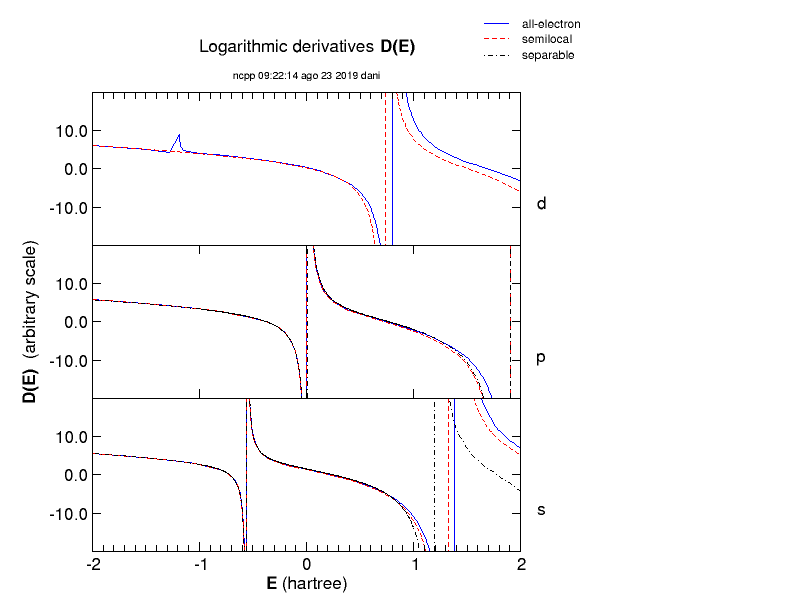 all-electron
semilocal
separable
Logarithmic derivatives D(E)
ncpp 09:22:14 ago 23 2019 dani
10.0
0.0
-10.0
d
10.0
0.0
-10.0
p
10.0
0.0
-10.0
s
D(E) (arbitrary scale)
-2 -1 0 1 2
E (hartree)